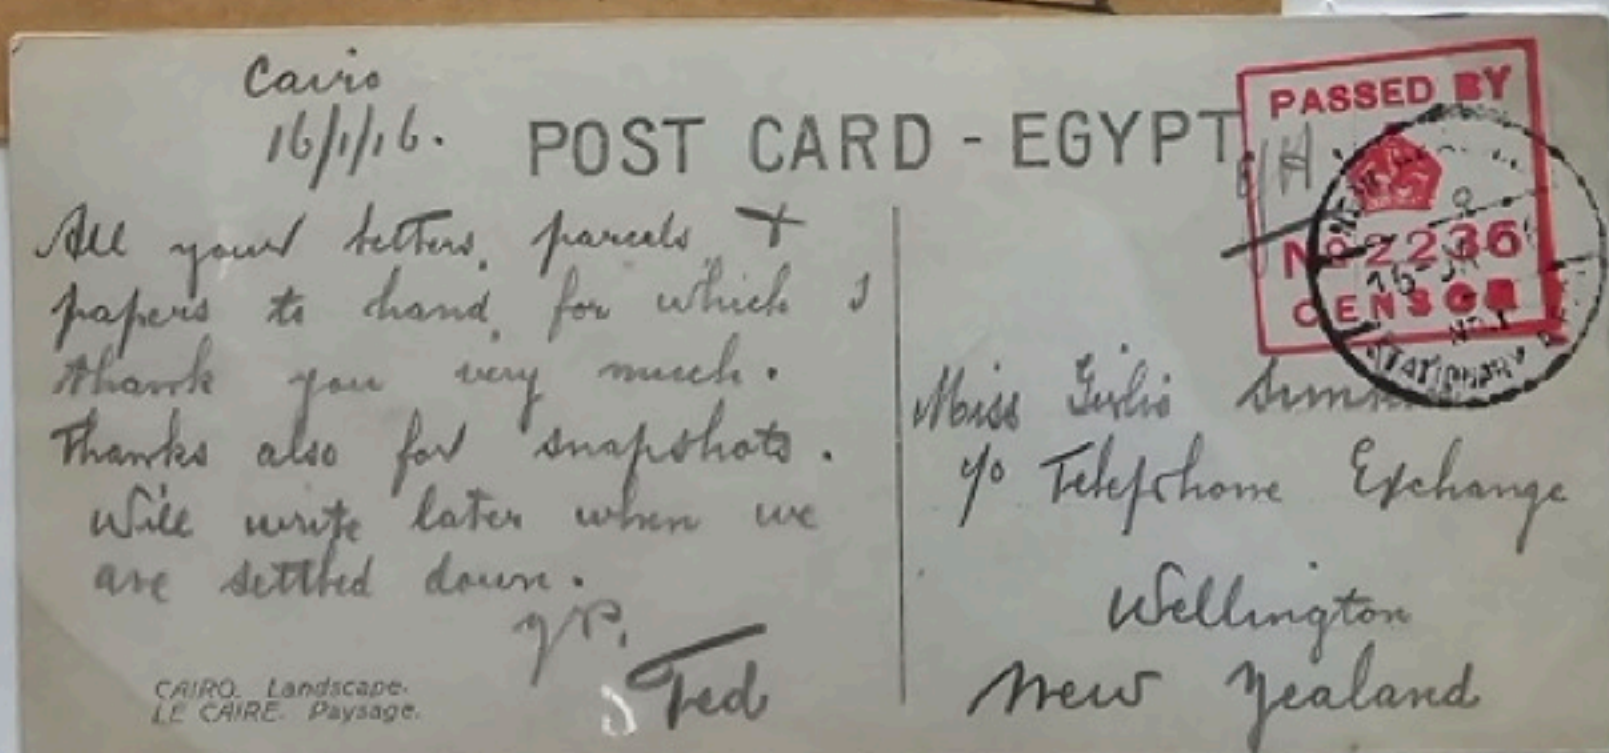 Cairo
16/1/16.
POST CARD - EGYPT.
All your letters, parcels, +
papers to hand, for which I
thank you very much.
Thanks also for snapshots.
Will write later when we
are settled down.
Ted
CAIRO. Landscape.
LE CAIRE. Paysage.
PASSED BY
No 2236
CENSOR
STATIONARY
Miss Girlie
c/o Telephone Exchange
Wellington
New Zealand